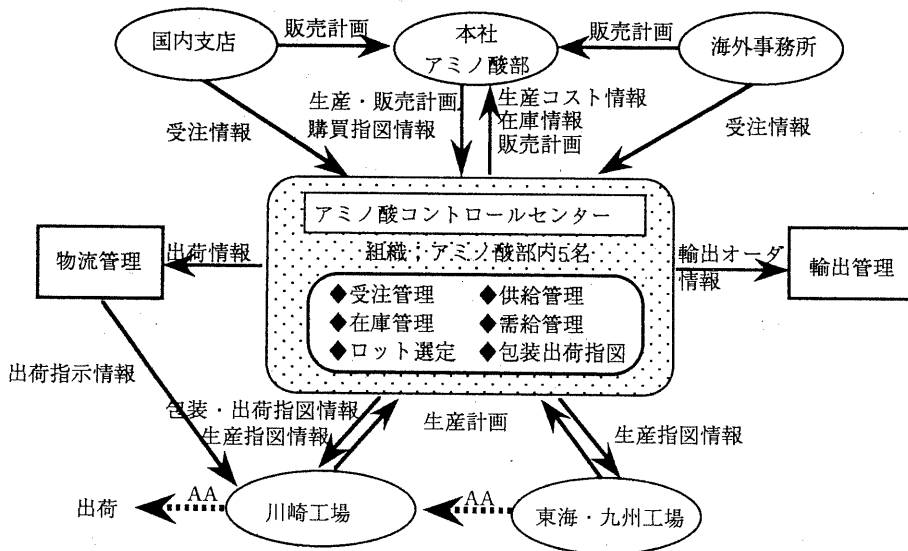 国内支店
販売計画
本社
アミノ酸部
販売計画
海外事務所
生産・販売計画
購買指図情報
生産コスト情報
在庫情報
販売計画
受注情報
受注情報
アミノ酸コントロールセンター
組織；アミノ酸部内5名
物流管理
出荷情報
輸出オーダ
情報
輸出管理
◆受注管理
◆供給管理
◆在庫管理
◆需給管理
◆ロット選定
◆包装出荷指図
出荷指示情報
包装・出荷指図情報
生産指図情報
生産計画
生産指図情報
出荷
AA
川崎工場
AA
東海・九州工場